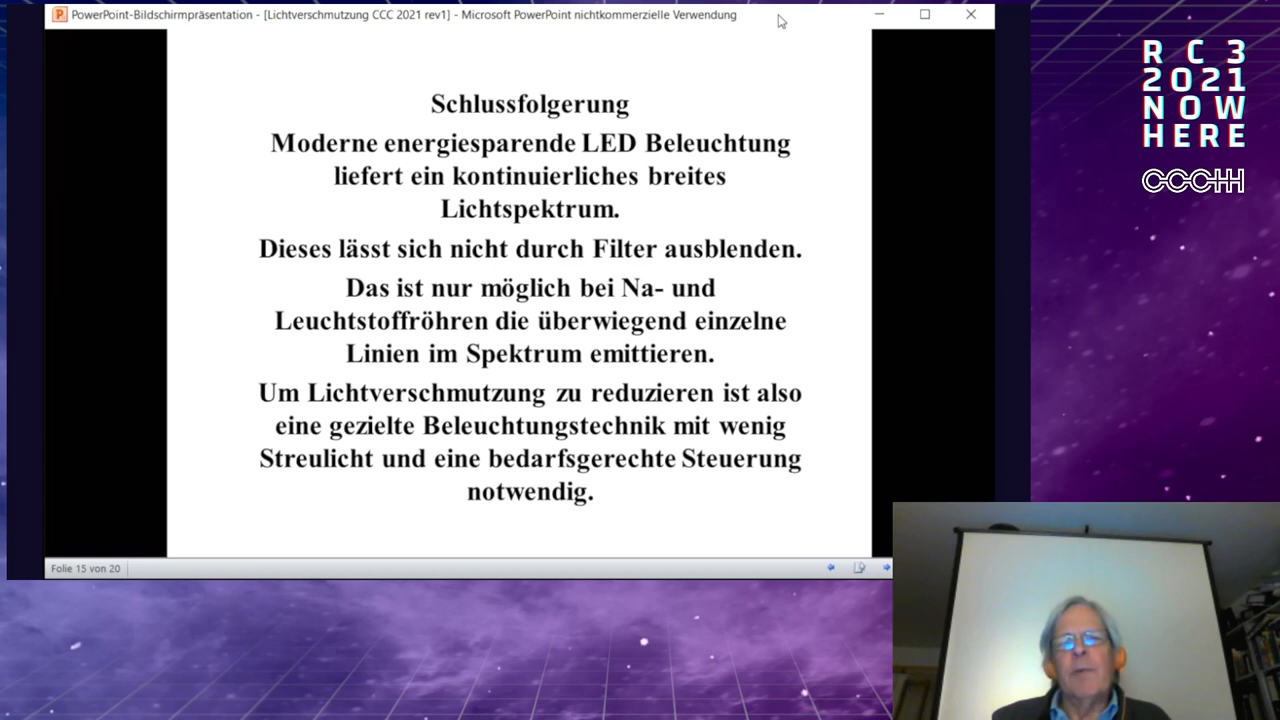 PowerPoint-Bildschirmpräsentation - [Lichtverschmutzung CCC 2021 rev1] - Microsoft PowerPoint nichtkommerzielle Verwendung
RC3
2021
NOW
HERE
CCCHH
Schlussfolgerung
Moderne energiesparende LED Beleuchtung
liefert ein kontinuierliches breites
Lichtspektrum.
Dieses lässt sich nicht durch Filter ausblenden.
Das ist nur möglich bei Na- und
Leuchtstoffröhren die überwiegend einzelne
Linien im Spektrum emittieren.
Um Lichtverschmutzung zu reduzieren ist also
eine gezielte Beleuchtungstechnik mit wenig
Streulicht und eine bedarfsgerechte Steuerung
notwendig.
Folie 15 von 20